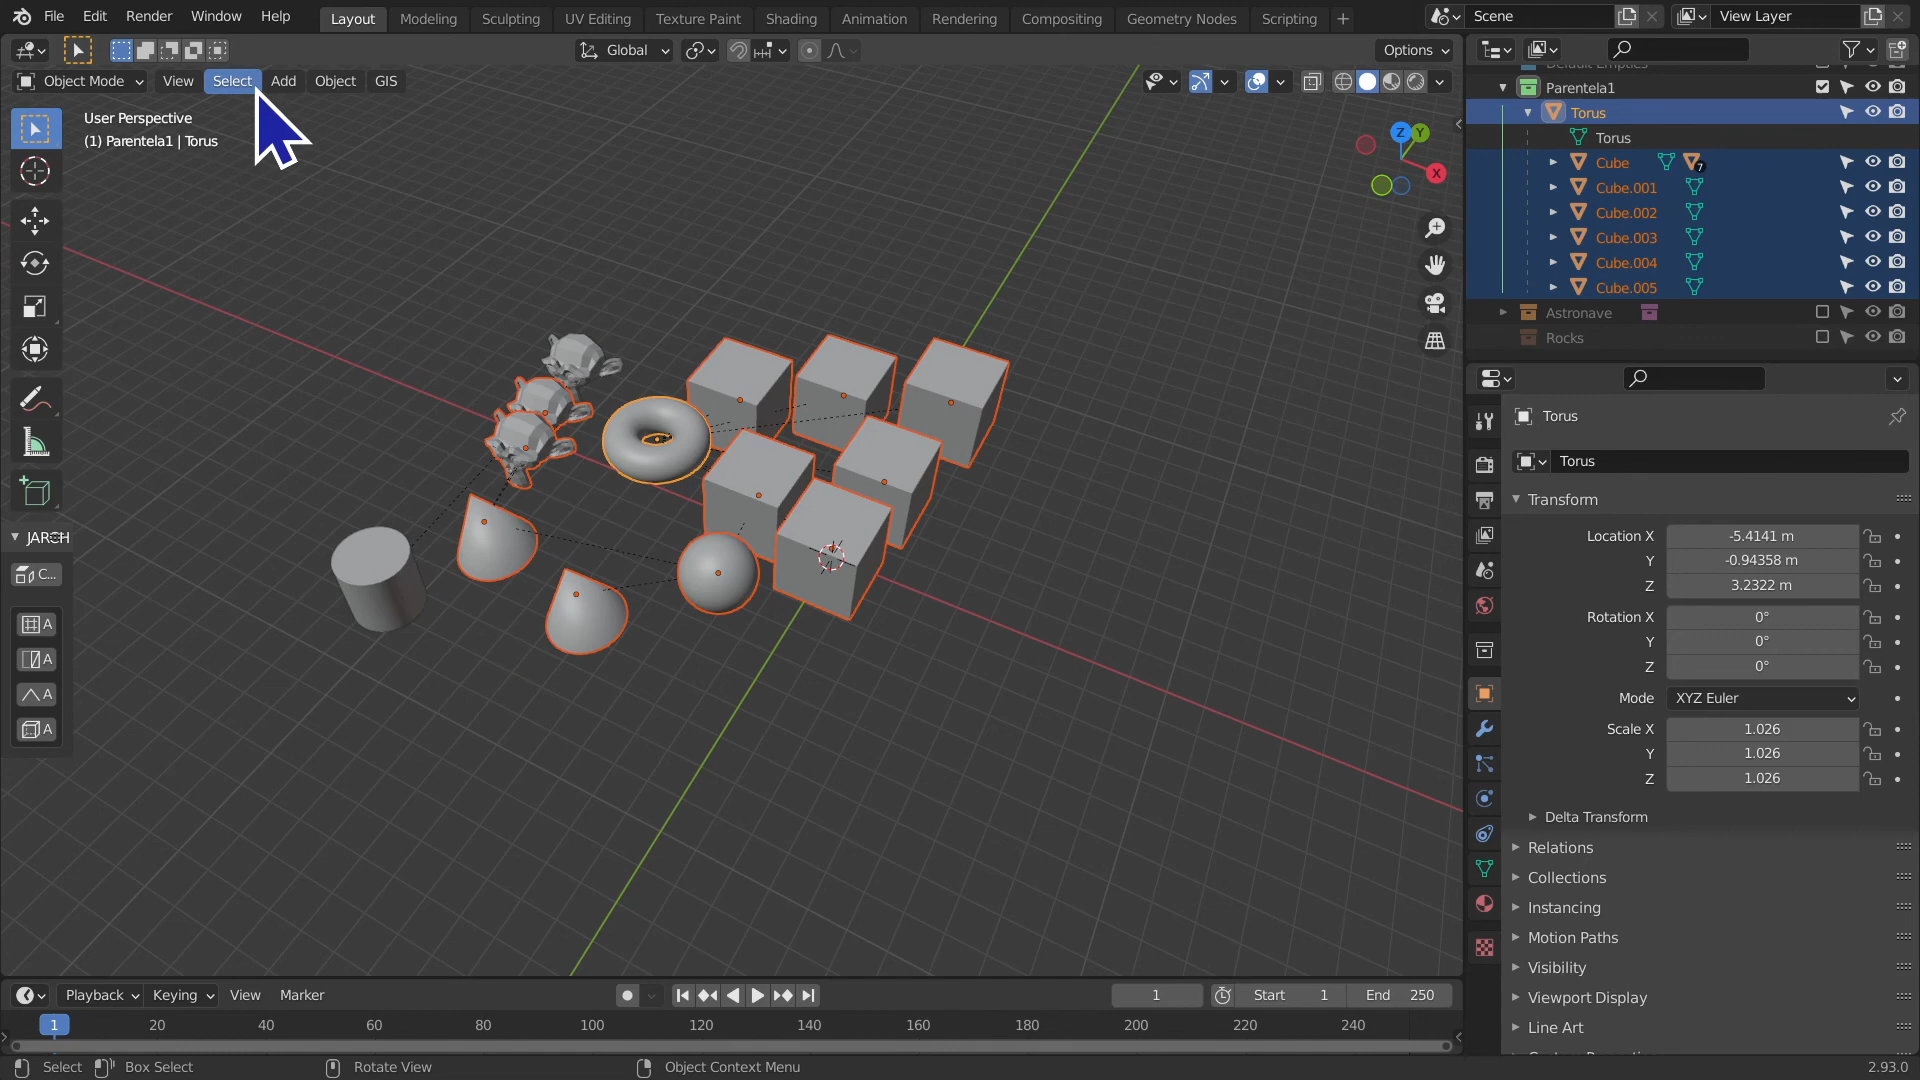 File Edit Render Window Help Layout Modeling Sculpting UV Editing Texture Paint Shading Animation Rendering Compositing Geometry Nodes Scripting + Scene View Layer
Global Options
Object Mode View Select Add Object GIS
User Perspective
(1) Parentela1 | Torus
Z Y
X
Default Empties
Parentela1
Torus
Torus
Cube 7
Cube.001
Cube.002
Cube.003
Cube.004
Cube.005
Astronave
Rocks
JARCH
C...
A
A
A
A
Torus
Torus
Transform
Location X -5.4141 m
Y -0.94358 m
Z 3.2322 m
Rotation X 0°
Y 0°
Z 0°
Mode XYZ Euler
Scale X 1.026
Y 1.026
Z 1.026
Delta Transform
Relations
Collections
Instancing
Motion Paths
Visibility
Viewport Display
Line Art
Playback Keying View Marker 1 Start 1 End 250
1 20 40 60 80 100 120 140 160 180 200 220 240
Select Box Select Rotate View Object Context Menu 2.93.0